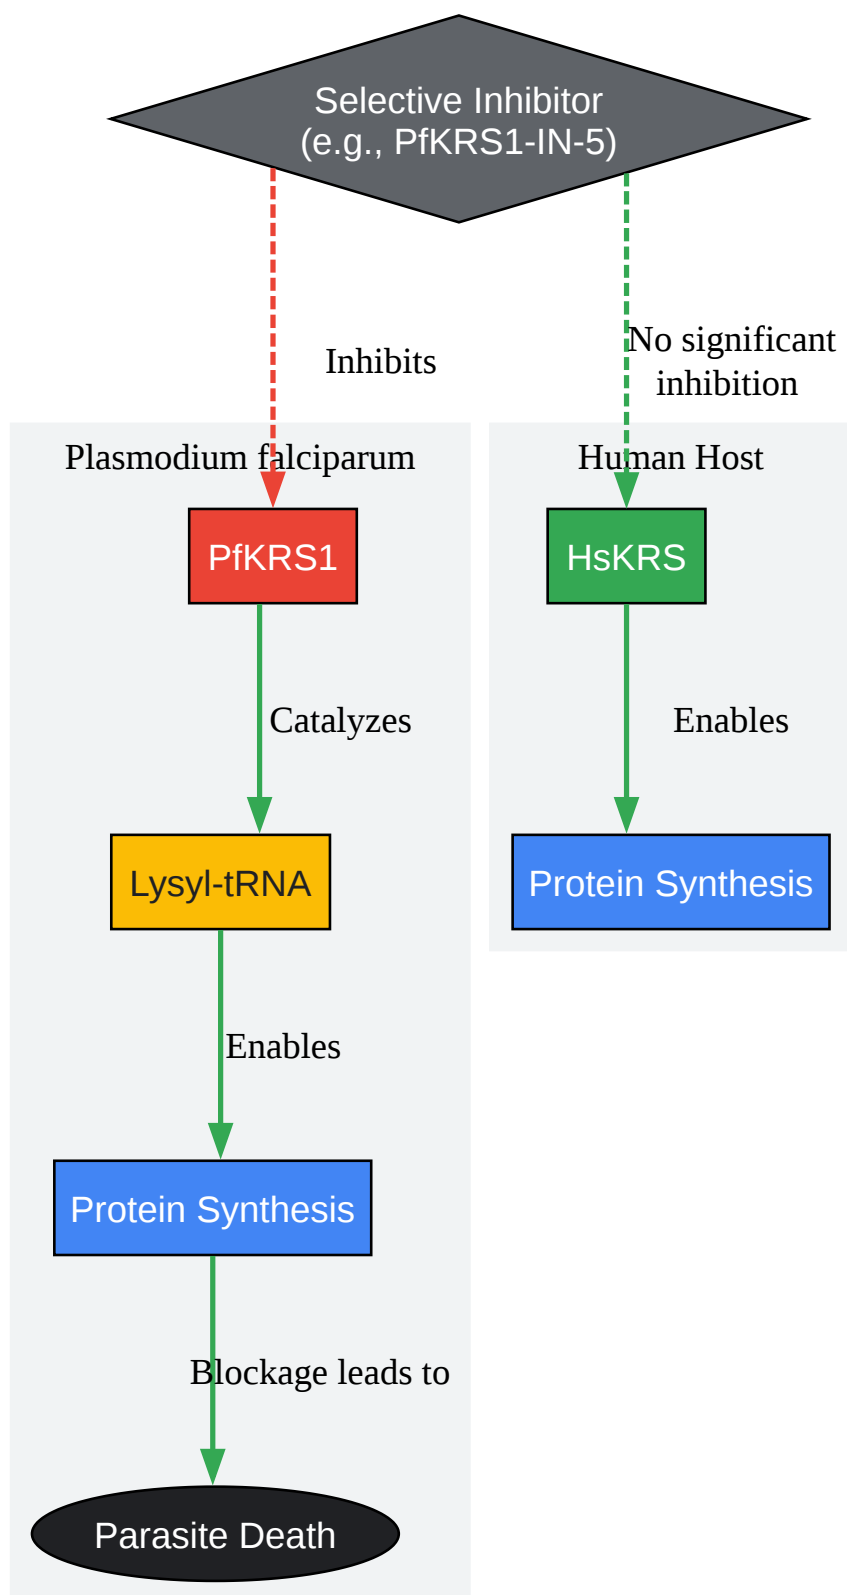 Selective Inhibitor
(e.g., PfKRS1-IN-5)
Inhibits
No significant
inhibition
Plasmodium falciparum
Human Host
PfKRS1
HsKRS
Catalyzes
Enables
Lysyl-tRNA
Protein Synthesis
Enables
Protein Synthesis
Blockage leads to
Parasite Death